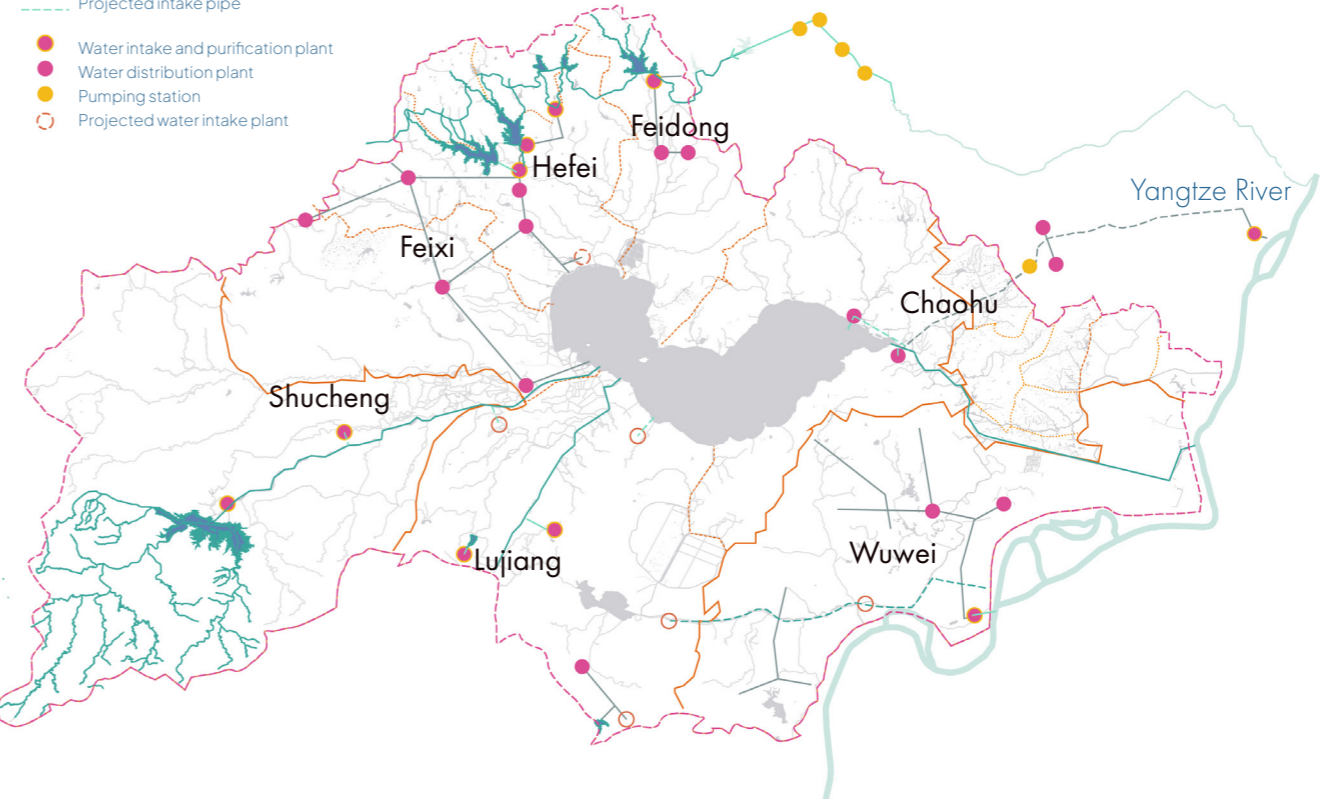 Projected intake pipe
Water intake and purification plant
Water distribution plant
Pumping station
Projected water intake plant
Feidong
Hefei
Yangtze River
Feixi
Chaohu
Shucheng
Wuwei
Lujiang